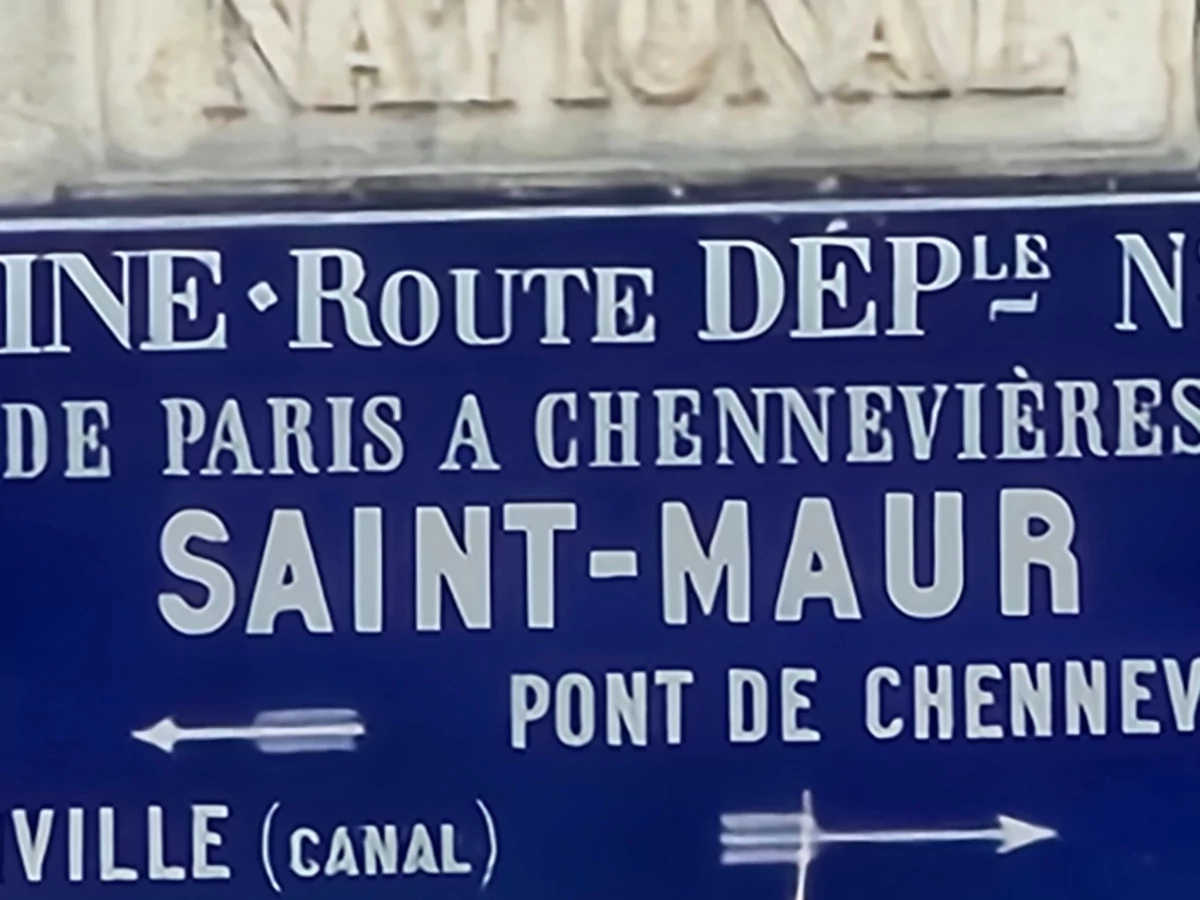 NATIONAL
INE · ROUTE DÉPLE N
DE PARIS A CHENNEVIÈRES
SAINT-MAUR
PONT DE CHENNEV
VILLE (CANAL)